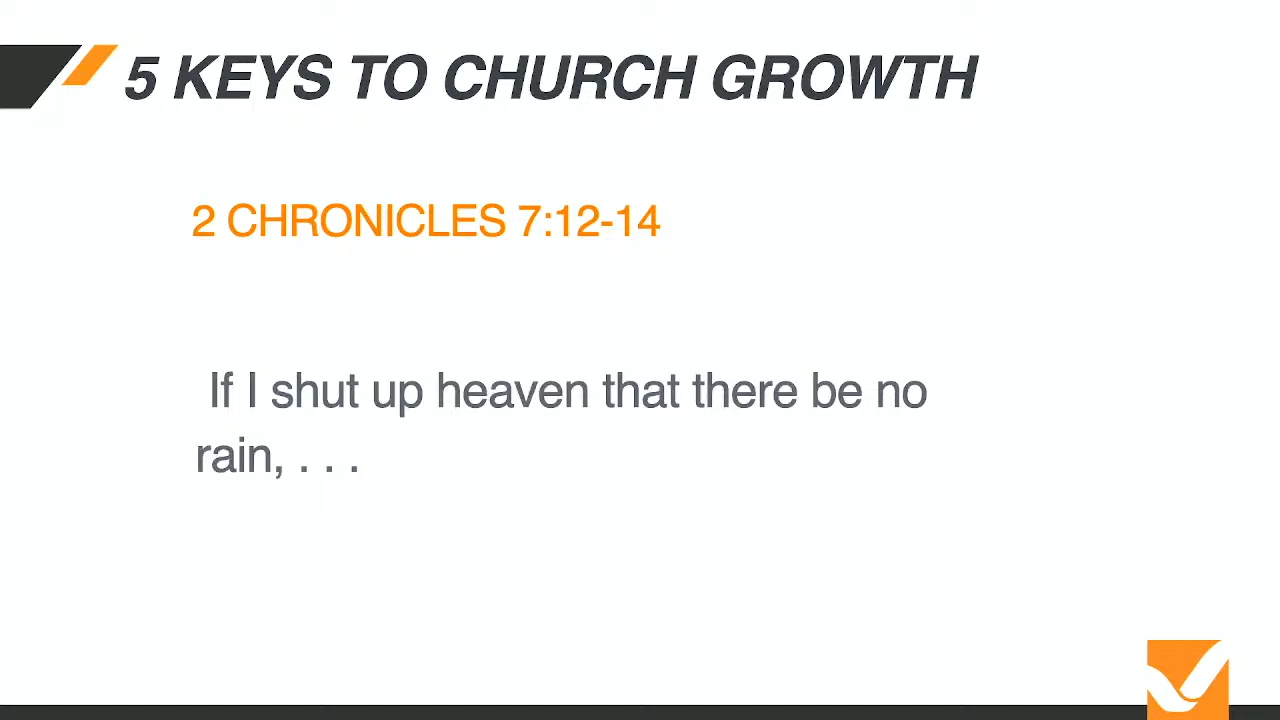 5 KEYS TO CHURCH GROWTH
2 CHRONICLES 7:12-14
If I shut up heaven that there be no
rain, . . .